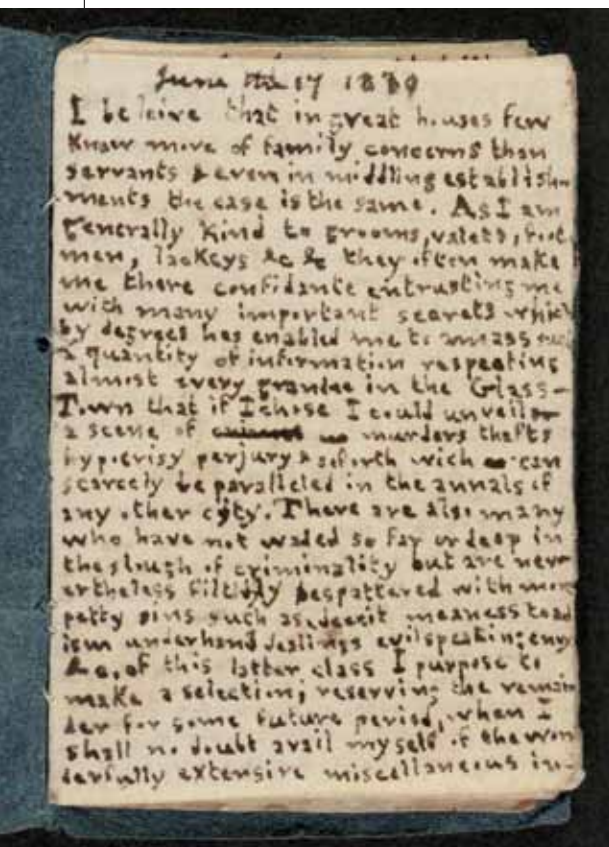 June the 17 1830
I beleive that in great houses few
know more of family concerns than
servants & even in middling establish-
ments the case is the same. As I am
generally kind to grooms, valets, foot
men, lackeys &c &c they often make
me there confidante entrusting me
with many important secrets which
by degrees has enabled me to ammass such
a quantity of information respecting
almost every grandee in the Glass-
Town that if I chose I could unveil
a scene of murders thefts
hypocrisy perjury & so forth wich can
scarcely be paralleled in the annals of
any other city. There are also many
who have not waded so far or deep in
the slough of criminality but are nev-
ertheless filthily bespattered with more
petty sins such as, deceit meaness toad
ism underhand dealings evil speaking envy
&c, of this latter class I purpose to
make a selection; reserving the remain
der for some future period, when I
shall no doubt avail myself of the won
derfully extensive miscellaneous in-